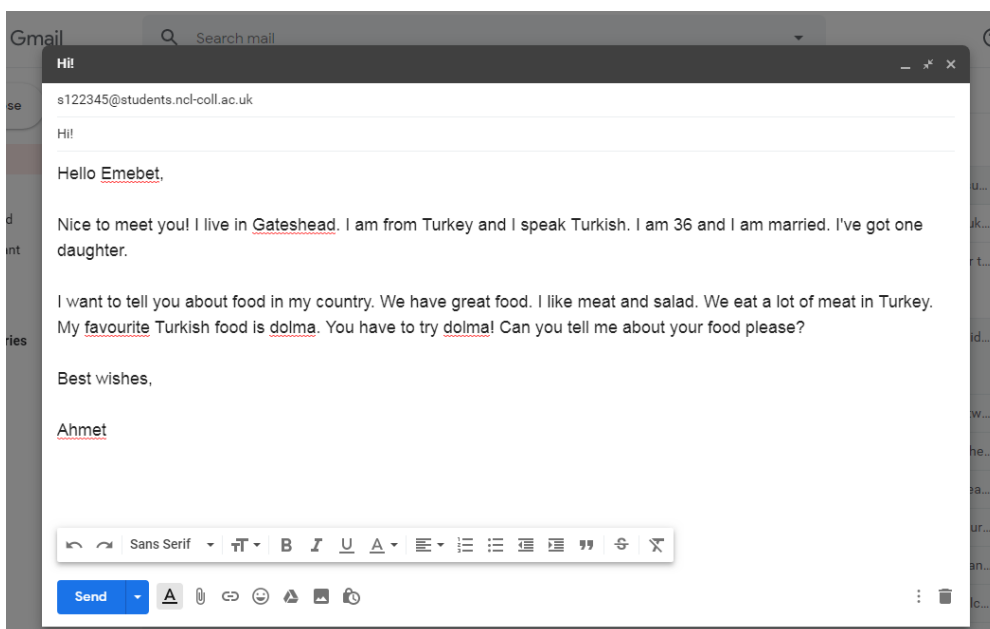 Gmail
Search mail
Hi!
se
s122345@students.ncl-coll.ac.uk
Hi!
Hello Emebet,
d
Nice to meet you! I live in Gateshead. I am from Turkey and I speak Turkish. I am 36 and I am married. I've got one
daughter.
nt
I want to tell you about food in my country. We have great food. I like meat and salad. We eat a lot of meat in Turkey.
My favourite Turkish food is dolma. You have to try dolma! Can you tell me about your food please?
ries
Best wishes,
Ahmet
Sans Serif
Send